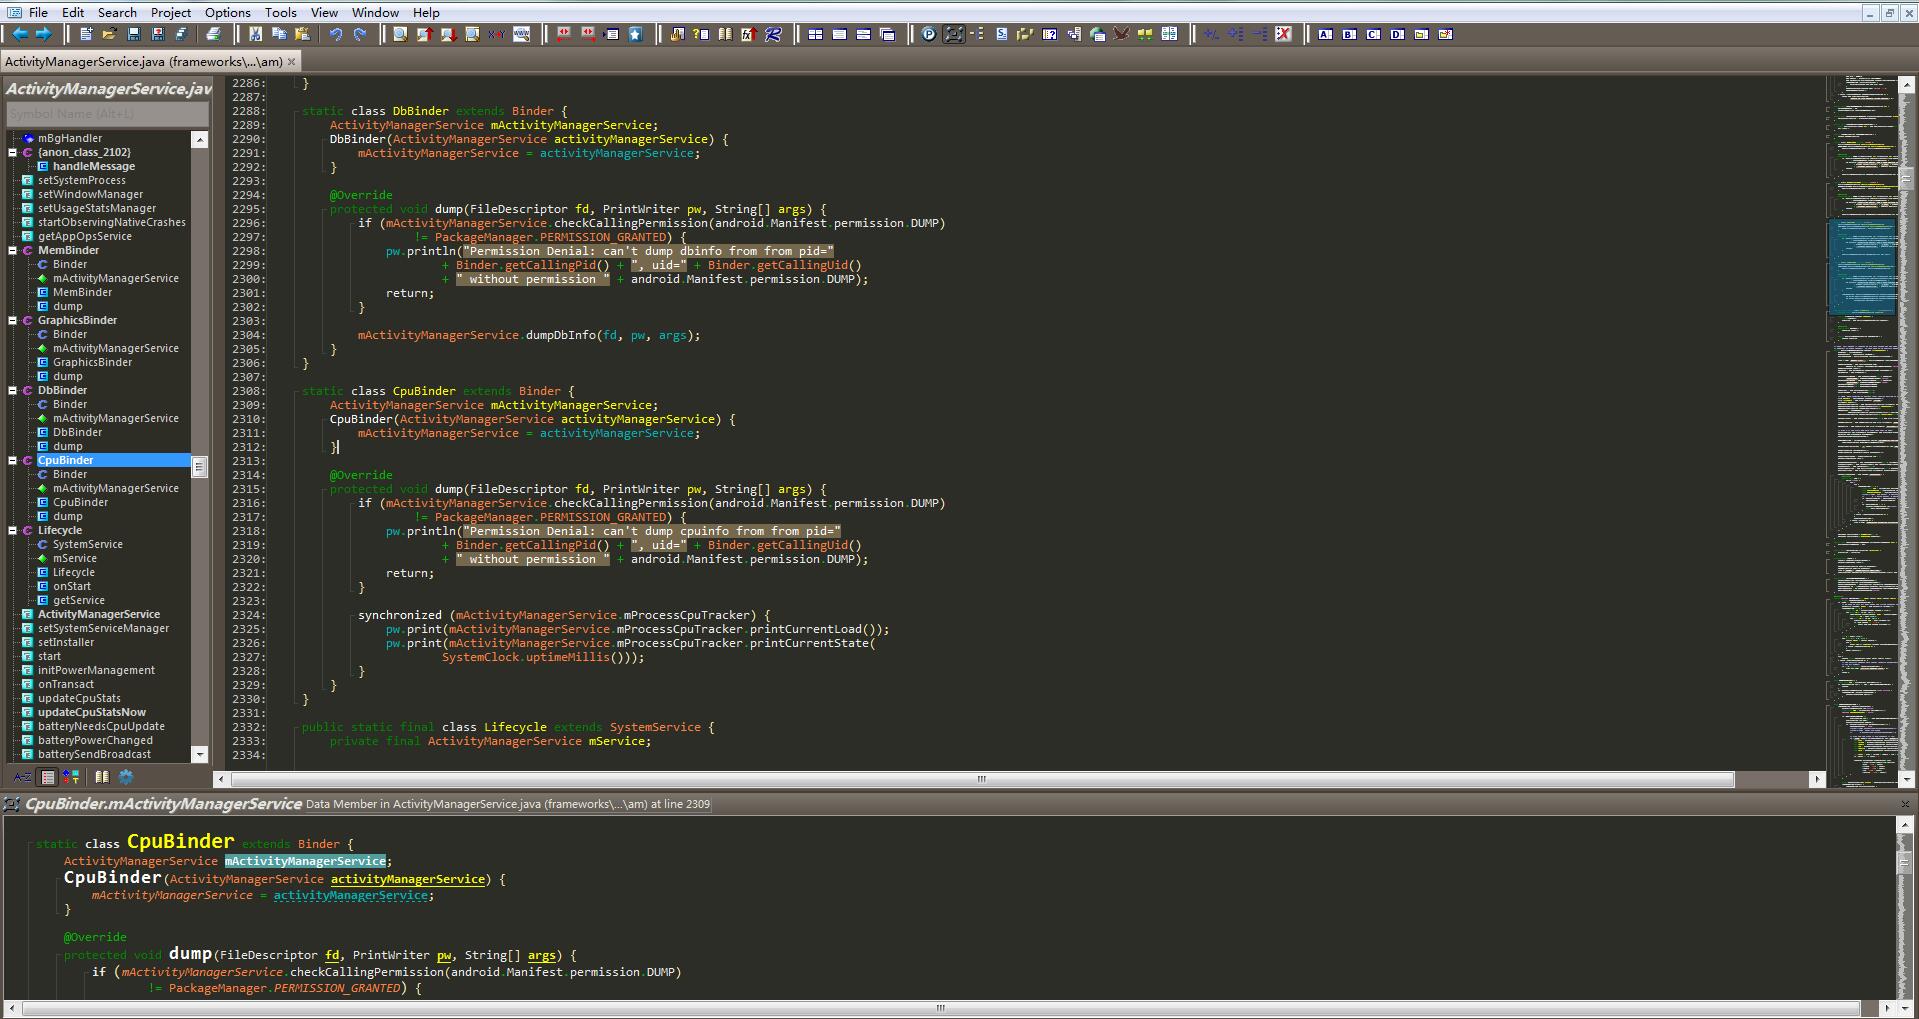 File Edit Search Project Options Tools View Window Help
ActivityManagerService.java (frameworks\...\am)
ActivityManagerService.jav
Symbol Name (Alt+L)
mBgHandler
{anon_class_2102}
handleMessage
setSystemProcess
setWindowManager
setUsageStatsManager
startObservingNativeCrashes
getAppOpsService
MemBinder
Binder
mActivityManagerService
MemBinder
dump
GraphicsBinder
Binder
mActivityManagerService
GraphicsBinder
dump
DbBinder
Binder
mActivityManagerService
DbBinder
dump
CpuBinder
Binder
mActivityManagerService
CpuBinder
dump
Lifecycle
SystemService
mService
Lifecycle
onStart
getService
ActivityManagerService
setSystemServiceManager
setInstaller
start
initPowerManagement
onTransact
updateCpuStats
updateCpuStatsNow
batteryNeedsCpuUpdate
batteryPowerChanged
batterySendBroadcast
2286: }
2287:
2288: static class DbBinder extends Binder {
2289: ActivityManagerService mActivityManagerService;
2290: DbBinder(ActivityManagerService activityManagerService) {
2291: mActivityManagerService = activityManagerService;
2292: }
2293:
2294: @Override
2295: protected void dump(FileDescriptor fd, PrintWriter pw, String[] args) {
2296: if (mActivityManagerService.checkCallingPermission(android.Manifest.permission.DUMP)
2297: != PackageManager.PERMISSION_GRANTED) {
2298: pw.println("Permission Denial: can't dump dbinfo from from pid="
2299: + Binder.getCallingPid() + ", uid=" + Binder.getCallingUid()
2300: + " without permission " + android.Manifest.permission.DUMP);
2301: return;
2302: }
2303:
2304: mActivityManagerService.dumpDbInfo(fd, pw, args);
2305: }
2306: }
2307:
2308: static class CpuBinder extends Binder {
2309: ActivityManagerService mActivityManagerService;
2310: CpuBinder(ActivityManagerService activityManagerService) {
2311: mActivityManagerService = activityManagerService;
2312: }
2313:
2314: @Override
2315: protected void dump(FileDescriptor fd, PrintWriter pw, String[] args) {
2316: if (mActivityManagerService.checkCallingPermission(android.Manifest.permission.DUMP)
2317: != PackageManager.PERMISSION_GRANTED) {
2318: pw.println("Permission Denial: can't dump cpuinfo from from pid="
2319: + Binder.getCallingPid() + ", uid=" + Binder.getCallingUid()
2320: + " without permission " + android.Manifest.permission.DUMP);
2321: return;
2322: }
2323:
2324: synchronized (mActivityManagerService.mProcessCpuTracker) {
2325: pw.print(mActivityManagerService.mProcessCpuTracker.printCurrentLoad());
2326: pw.print(mActivityManagerService.mProcessCpuTracker.printCurrentState(
2327: SystemClock.uptimeMillis()));
2328: }
2329: }
2330: }
2331:
2332: public static final class Lifecycle extends SystemService {
2333: private final ActivityManagerService mService;
2334:
A-Z
CpuBinder.mActivityManagerService Data Member in ActivityManagerService.java (frameworks\...\am) at line 2309
static class CpuBinder extends Binder {
ActivityManagerService mActivityManagerService;
CpuBinder(ActivityManagerService activityManagerService) {
mActivityManagerService = activityManagerService;
}
@Override
protected void dump(FileDescriptor fd, PrintWriter pw, String[] args) {
if (mActivityManagerService.checkCallingPermission(android.Manifest.permission.DUMP)
!= PackageManager.PERMISSION_GRANTED) {